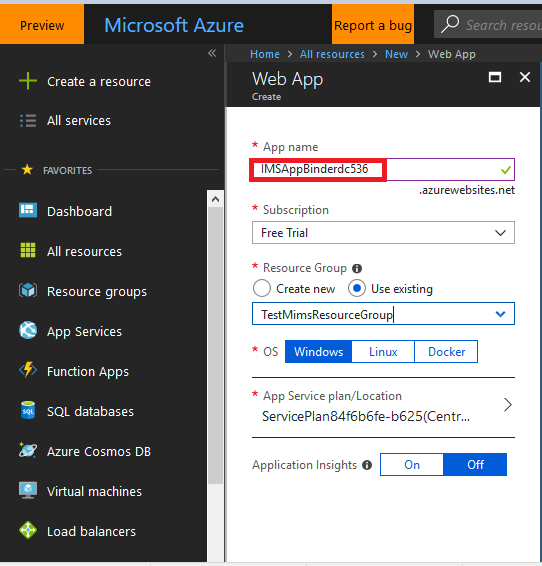 Preview
Microsoft Azure
Report a bug
Search resou
Home > All resources > New > Web App
Web App
Create
Create a resource
All services
FAVORITES
Dashboard
All resources
Resource groups
App Services
Function Apps
SQL databases
Azure Cosmos DB
Virtual machines
Load balancers
* App name
IMSAppBinderdc536
.azurewebsites.net
* Subscription
Free Trial
* Resource Group
Create new
Use existing
TestMimsResourceGroup
* OS
Windows
Linux
Docker
* App Service plan/Location
ServicePlan84f6b6fe-b625(Centr...
Application Insights
On
Off